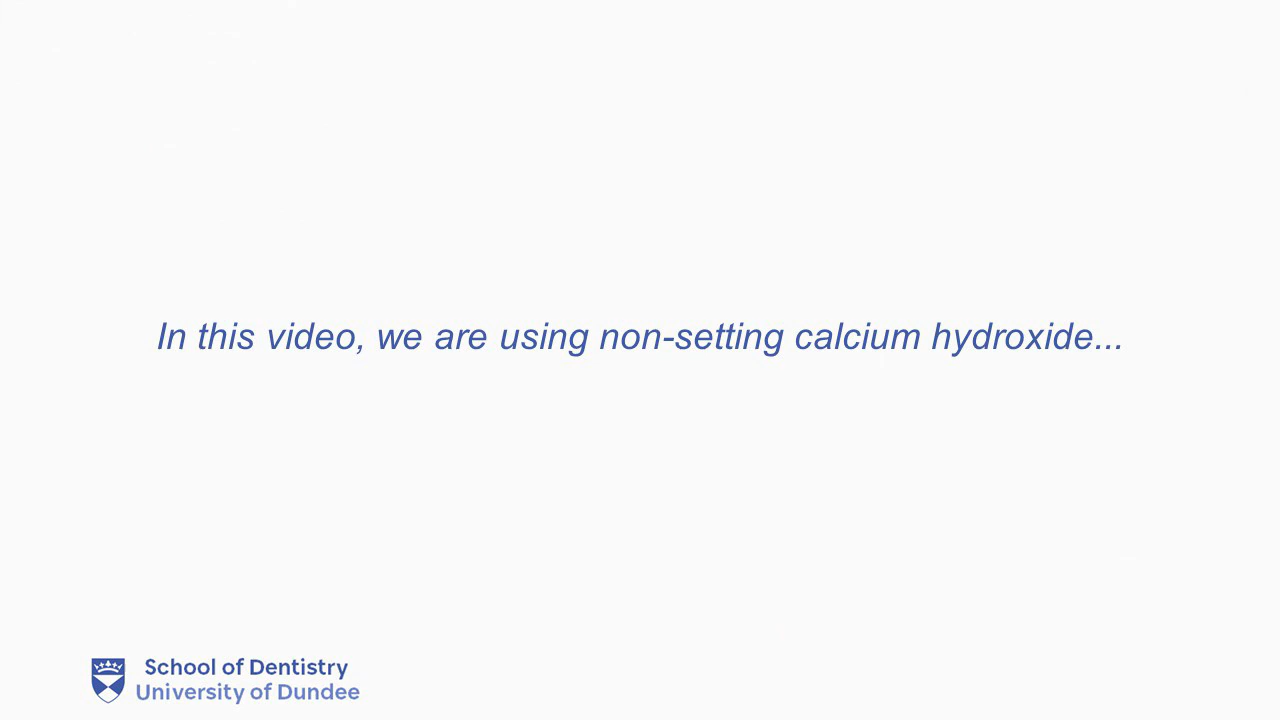 In this video, we are using non-setting calcium hydroxide...
School of Dentistry
University of Dundee